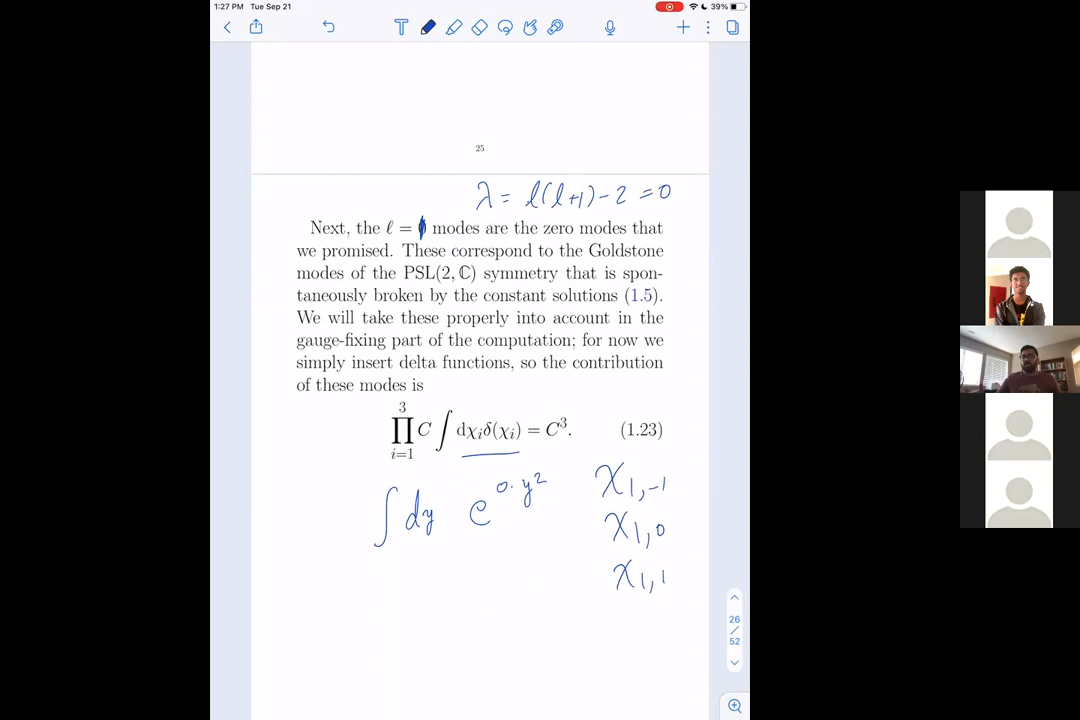 1:27 PM Tue Sep 21
39%
25
λ = ℓ(ℓ+1) - 2 = 0
Next, the ℓ = 1 modes are the zero modes that
we promised. These correspond to the Goldstone
modes of the PSL(2, ℂ) symmetry that is spon-
taneously broken by the constant solutions (1.5).
We will take these properly into account in the
gauge-fixing part of the computation; for now we
simply insert delta functions, so the contribution
of these modes is
∏_{i=1}^{3} C ∫ dχ_i δ(χ_i) = C³. (1.23)
∫ dy e^{0·y²}
χ_{1,-1}
χ_{1,0}
χ_{1,1}
26
/
52